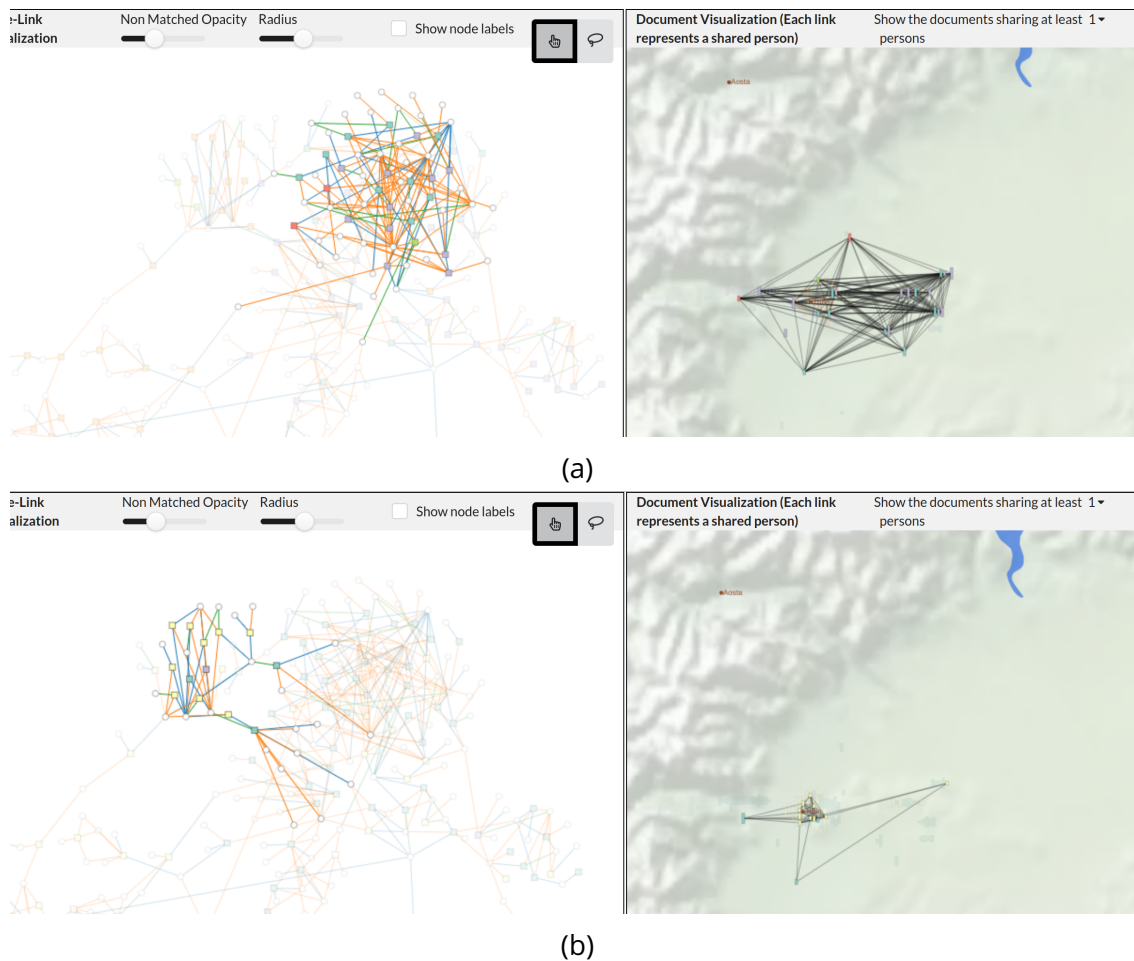 e-Link
alization
Non Matched Opacity
Radius
Show node labels
Document Visualization (Each link
represents a shared person)
Show the documents sharing at least 1
persons
Aosta
(a)
e-Link
alization
Non Matched Opacity
Radius
Show node labels
Document Visualization (Each link
represents a shared person)
Show the documents sharing at least 1
persons
Aosta
(b)